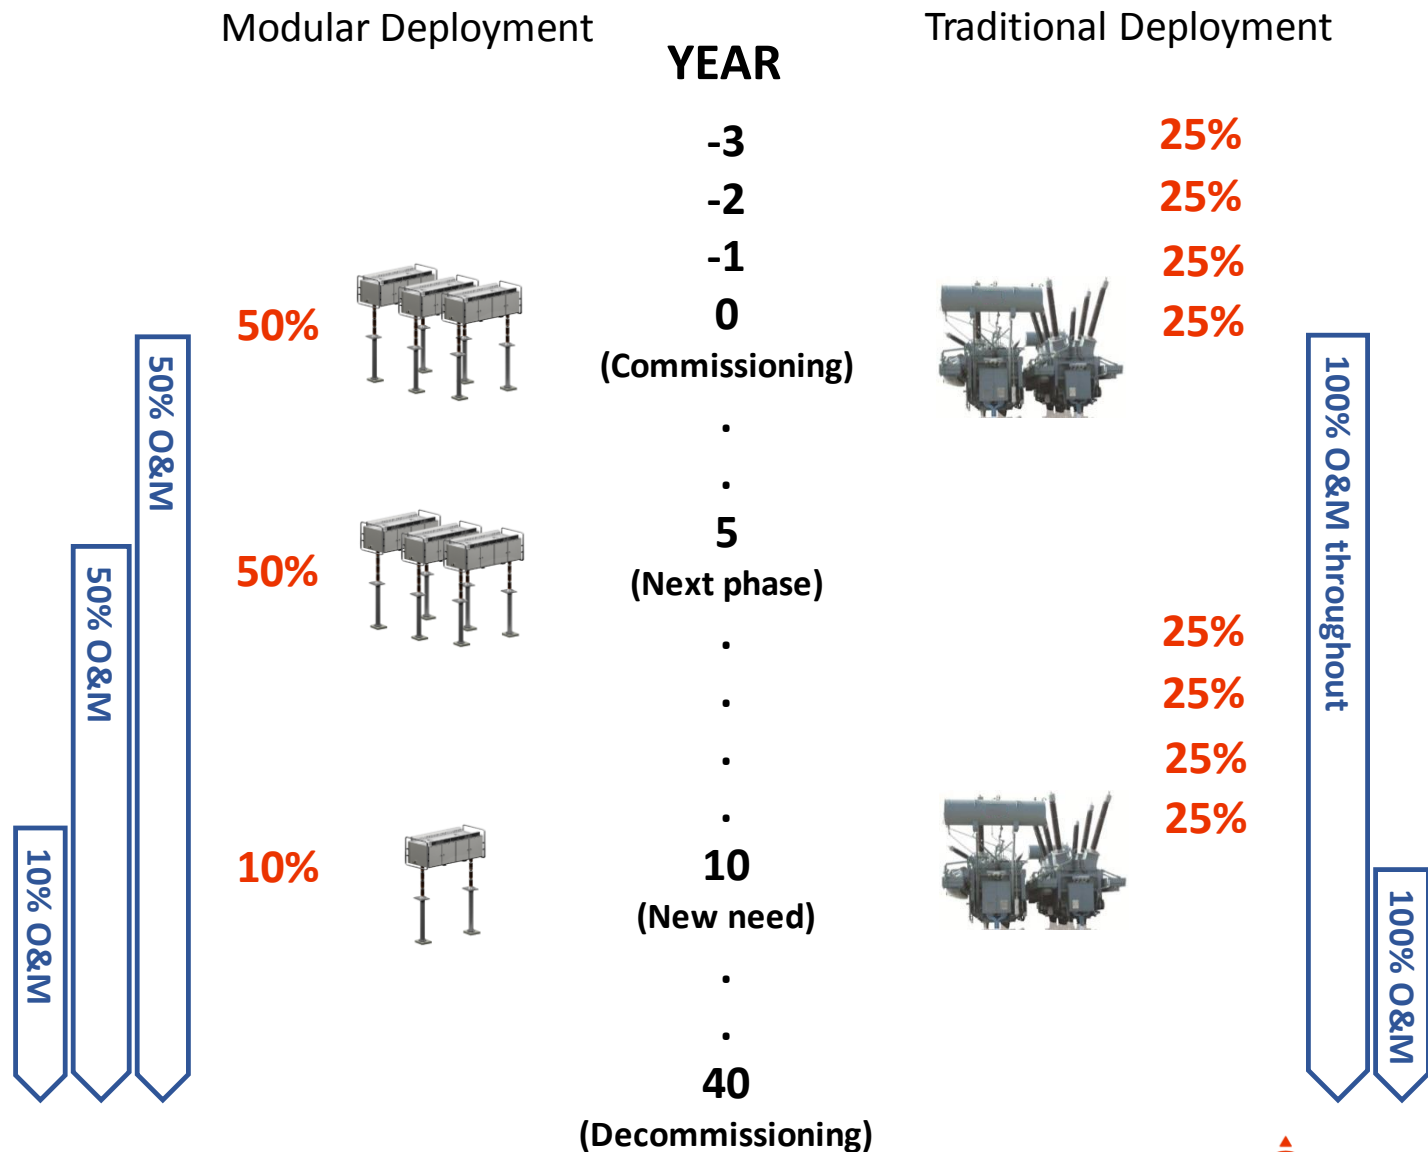 Modular Deployment
YEAR
Traditional Deployment
-3
25%
-2
25%
-1
25%
50%
0
25%
(Commissioning)
50% O&M
100% O&M throughout
.
.
50%
5
(Next phase)
50% O&M
.
25%
.
25%
.
25%
.
25%
10%
10
(New need)
10% O&M
100% O&M
.
.
40
(Decommissioning)